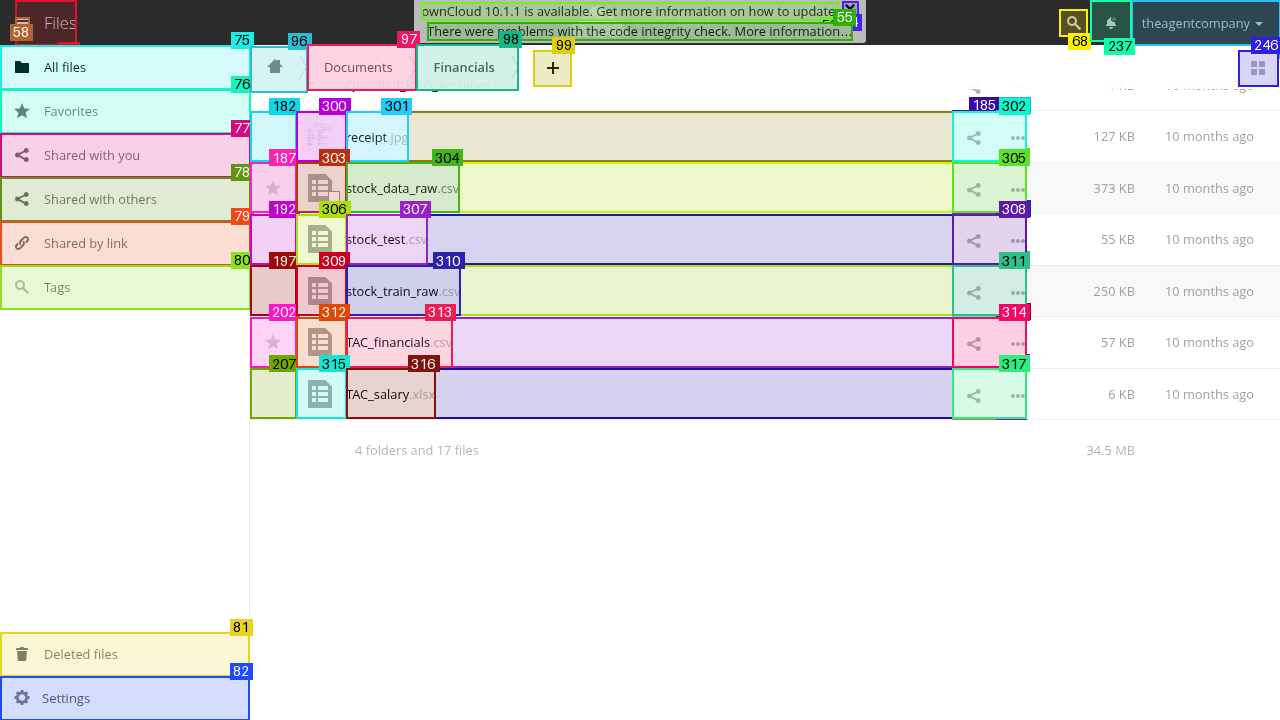 Files
ownCloud 10.1.1 is available. Get more information on how to update.
There were problems with the code integrity check. More information…
theagentcompany
58
55
68
237
246
75
76
77
78
79
80
81
82
All files
Favorites
Shared with you
Shared with others
Shared by link
Tags
Deleted files
Settings
96
97
98
99
Documents
Financials
+
10 months ago
182
300
301
185
302
receipt.jpg
127 KB
10 months ago
187
303
304
305
stock_data_raw.csv
373 KB
10 months ago
192
306
307
308
stock_test.csv
55 KB
10 months ago
197
309
310
311
stock_train_raw.csv
250 KB
10 months ago
202
312
313
314
TAC_financials.csv
57 KB
10 months ago
207
315
316
317
TAC_salary.xlsx
6 KB
10 months ago
4 folders and 17 files
34.5 MB